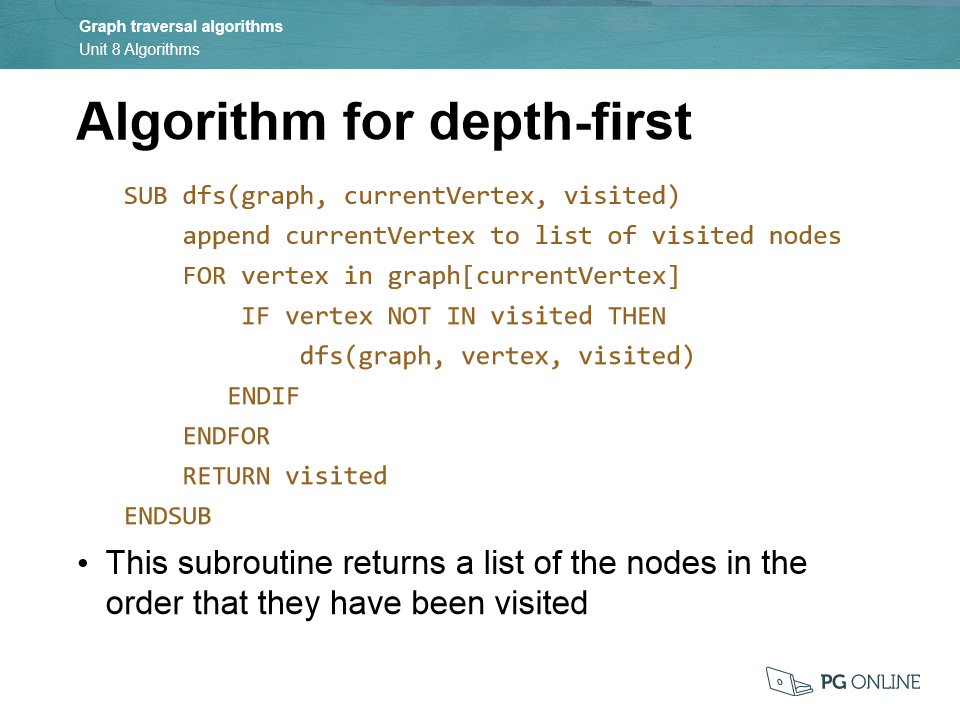 Graph traversal algorithms
Unit 8 Algorithms
Algorithm for depth-first
SUB dfs(graph, currentVertex, visited)
append currentVertex to list of visited nodes
FOR vertex in graph[currentVertex]
IF vertex NOT IN visited THEN
dfs(graph, vertex, visited)
ENDIF
ENDFOR
RETURN visited
ENDSUB
• This subroutine returns a list of the nodes in the
order that they have been visited
PG ONLINE